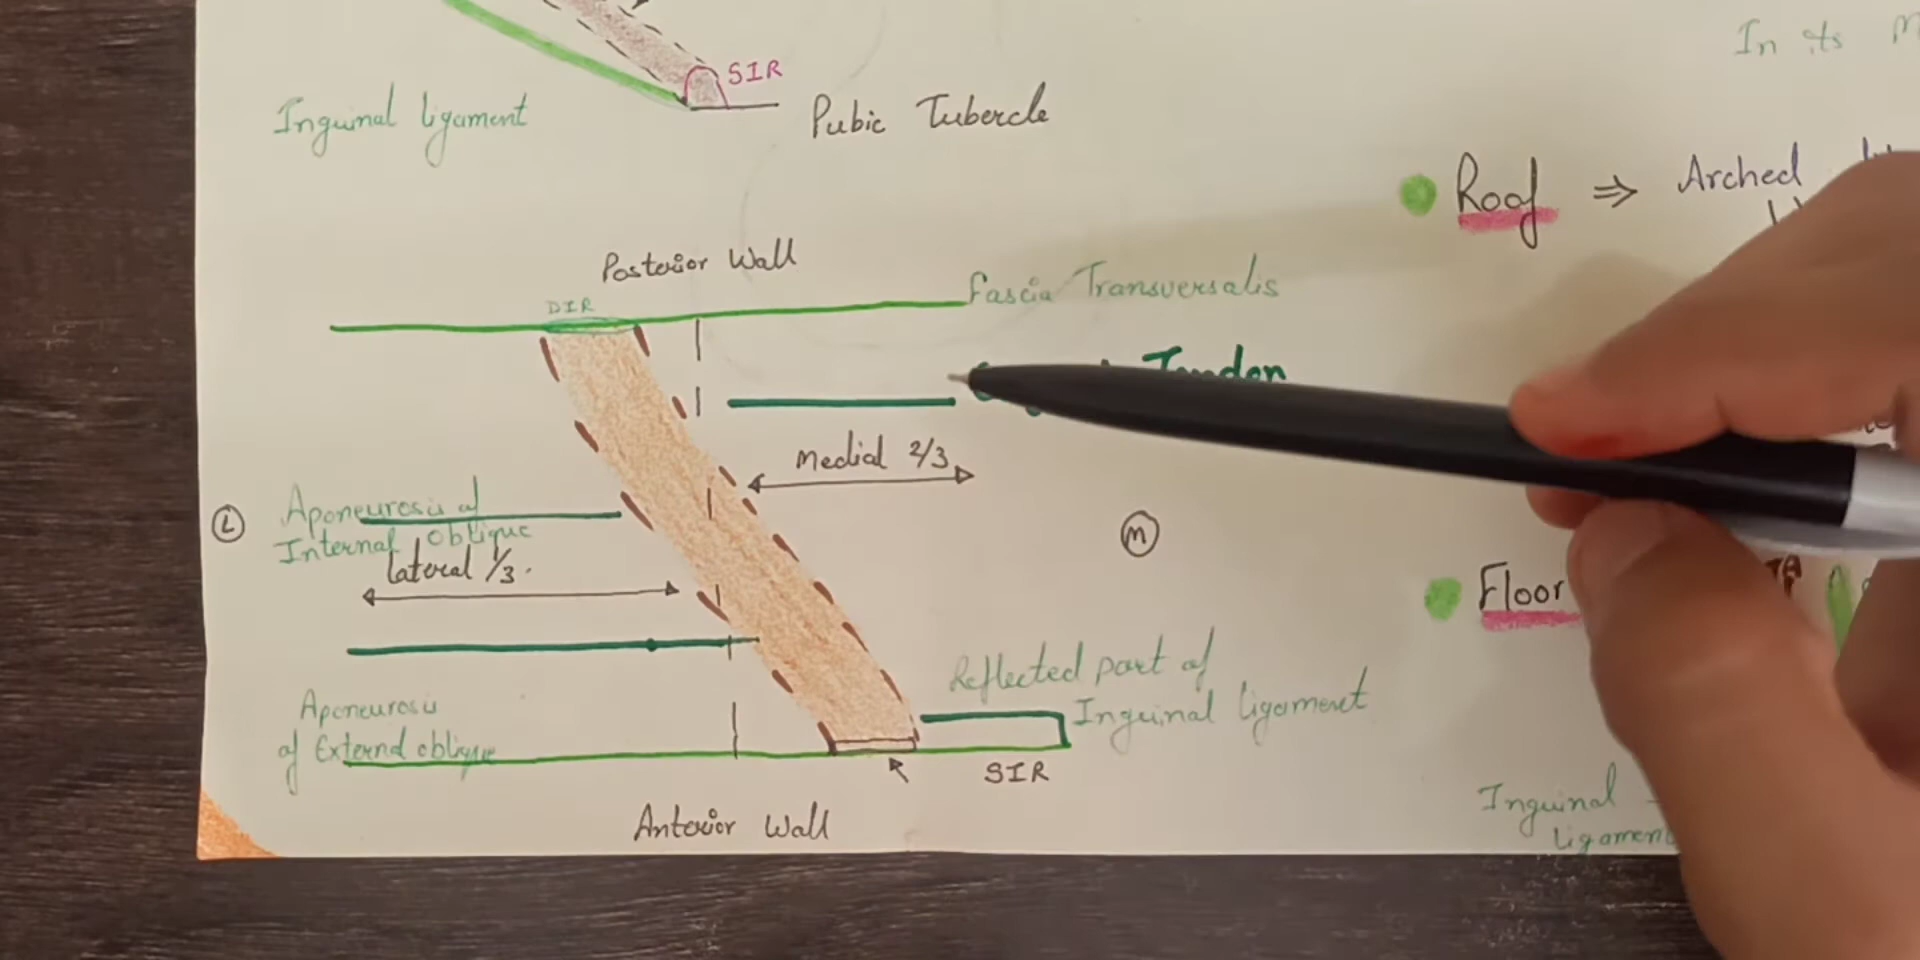 In its
SIR
Inguinal ligament
Pubic Tubercle
Roof ⇒ Arched
Posterior Wall
DIR
Fascia Transversalis
Tendon
Medial 2/3
L
Aponeurosis of
Internal Oblique
lateral 1/3.
M
Floor
Reflected part of
Inguinal ligament
Aponeurosis
of External oblique
SIR
Anterior Wall
Inguinal
ligament